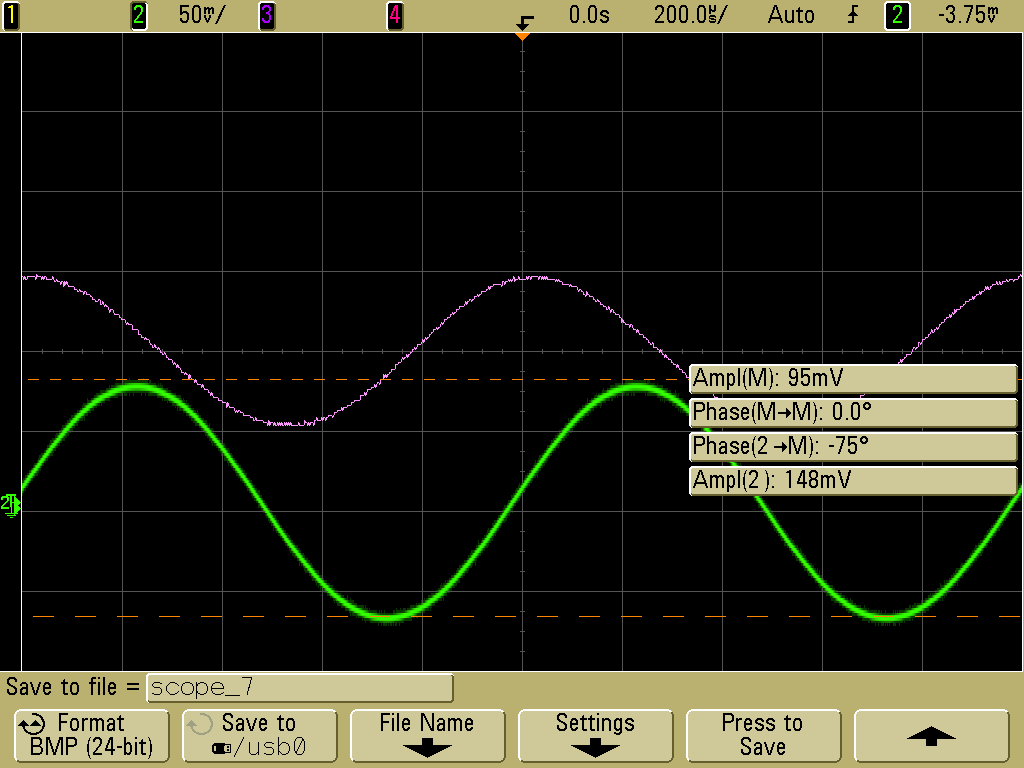 1 2 50mV/ 3 4 0.0s 200.0µs/ Auto 2 -3.75mV
Ampl(M): 95mV
Phase(M→M): 0.0°
Phase(2→M): -75°
Ampl(2): 148mV
2
Save to file = scope_7
Format
BMP (24-bit)
Save to
/usb0
File Name
Settings
Press to
Save